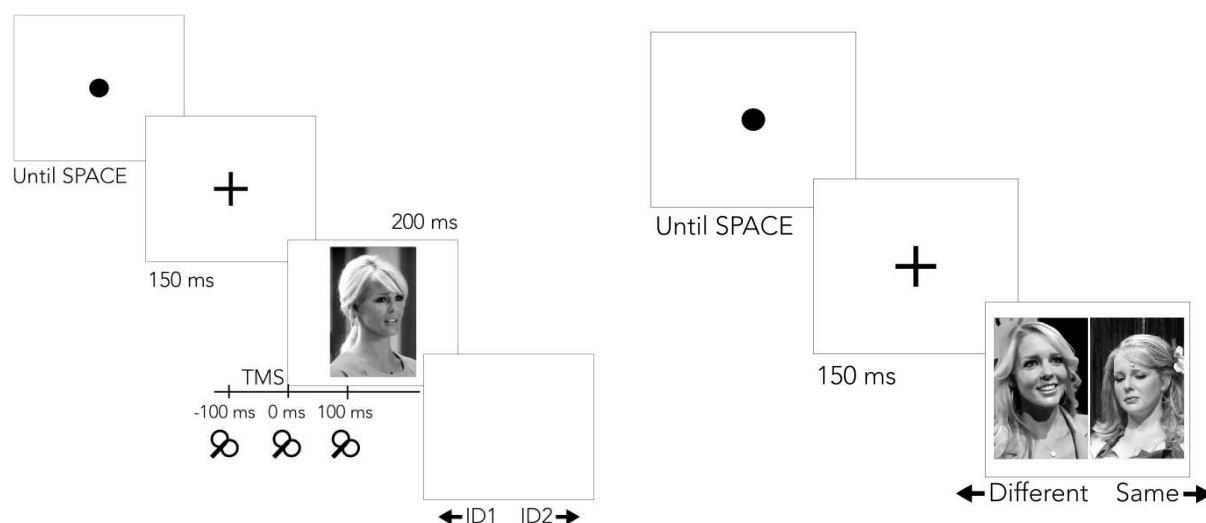 Until SPACE
150 ms
200 ms
TMS
-100 ms 0 ms 100 ms
ID1 ID2
Until SPACE
150 ms
Different Same